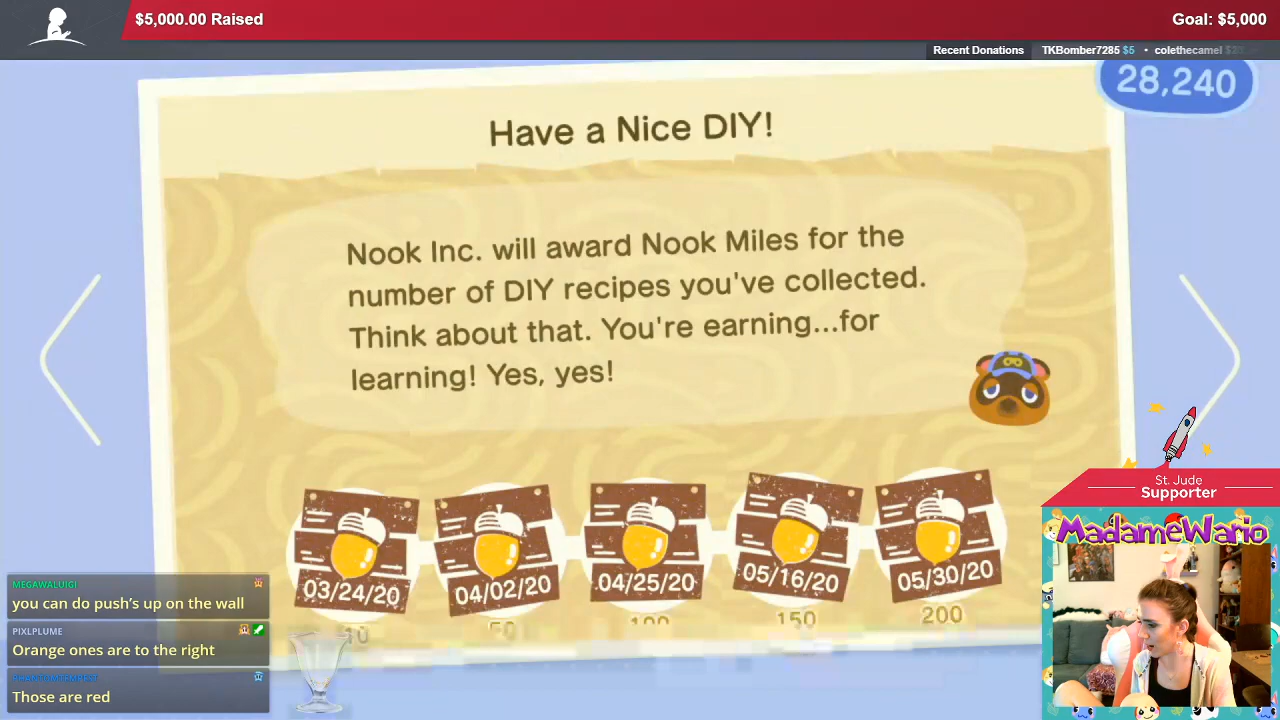 $5,000.00 Raised
Goal: $5,000
Recent Donations TKBomber7285 $5 • colethecamel
28,240
Have a Nice DIY!
Nook Inc. will award Nook Miles for the
number of DIY recipes you've collected.
Think about that. You're earning...for
learning! Yes, yes!
03/24/20 04/02/20 04/25/20 05/16/20 05/30/20
150 200
St. Jude
Supporter
MadameWario
MEGAWALUIGI
you can do push's up on the wall
PIXLPLUME
Orange ones are to the right
Those are red